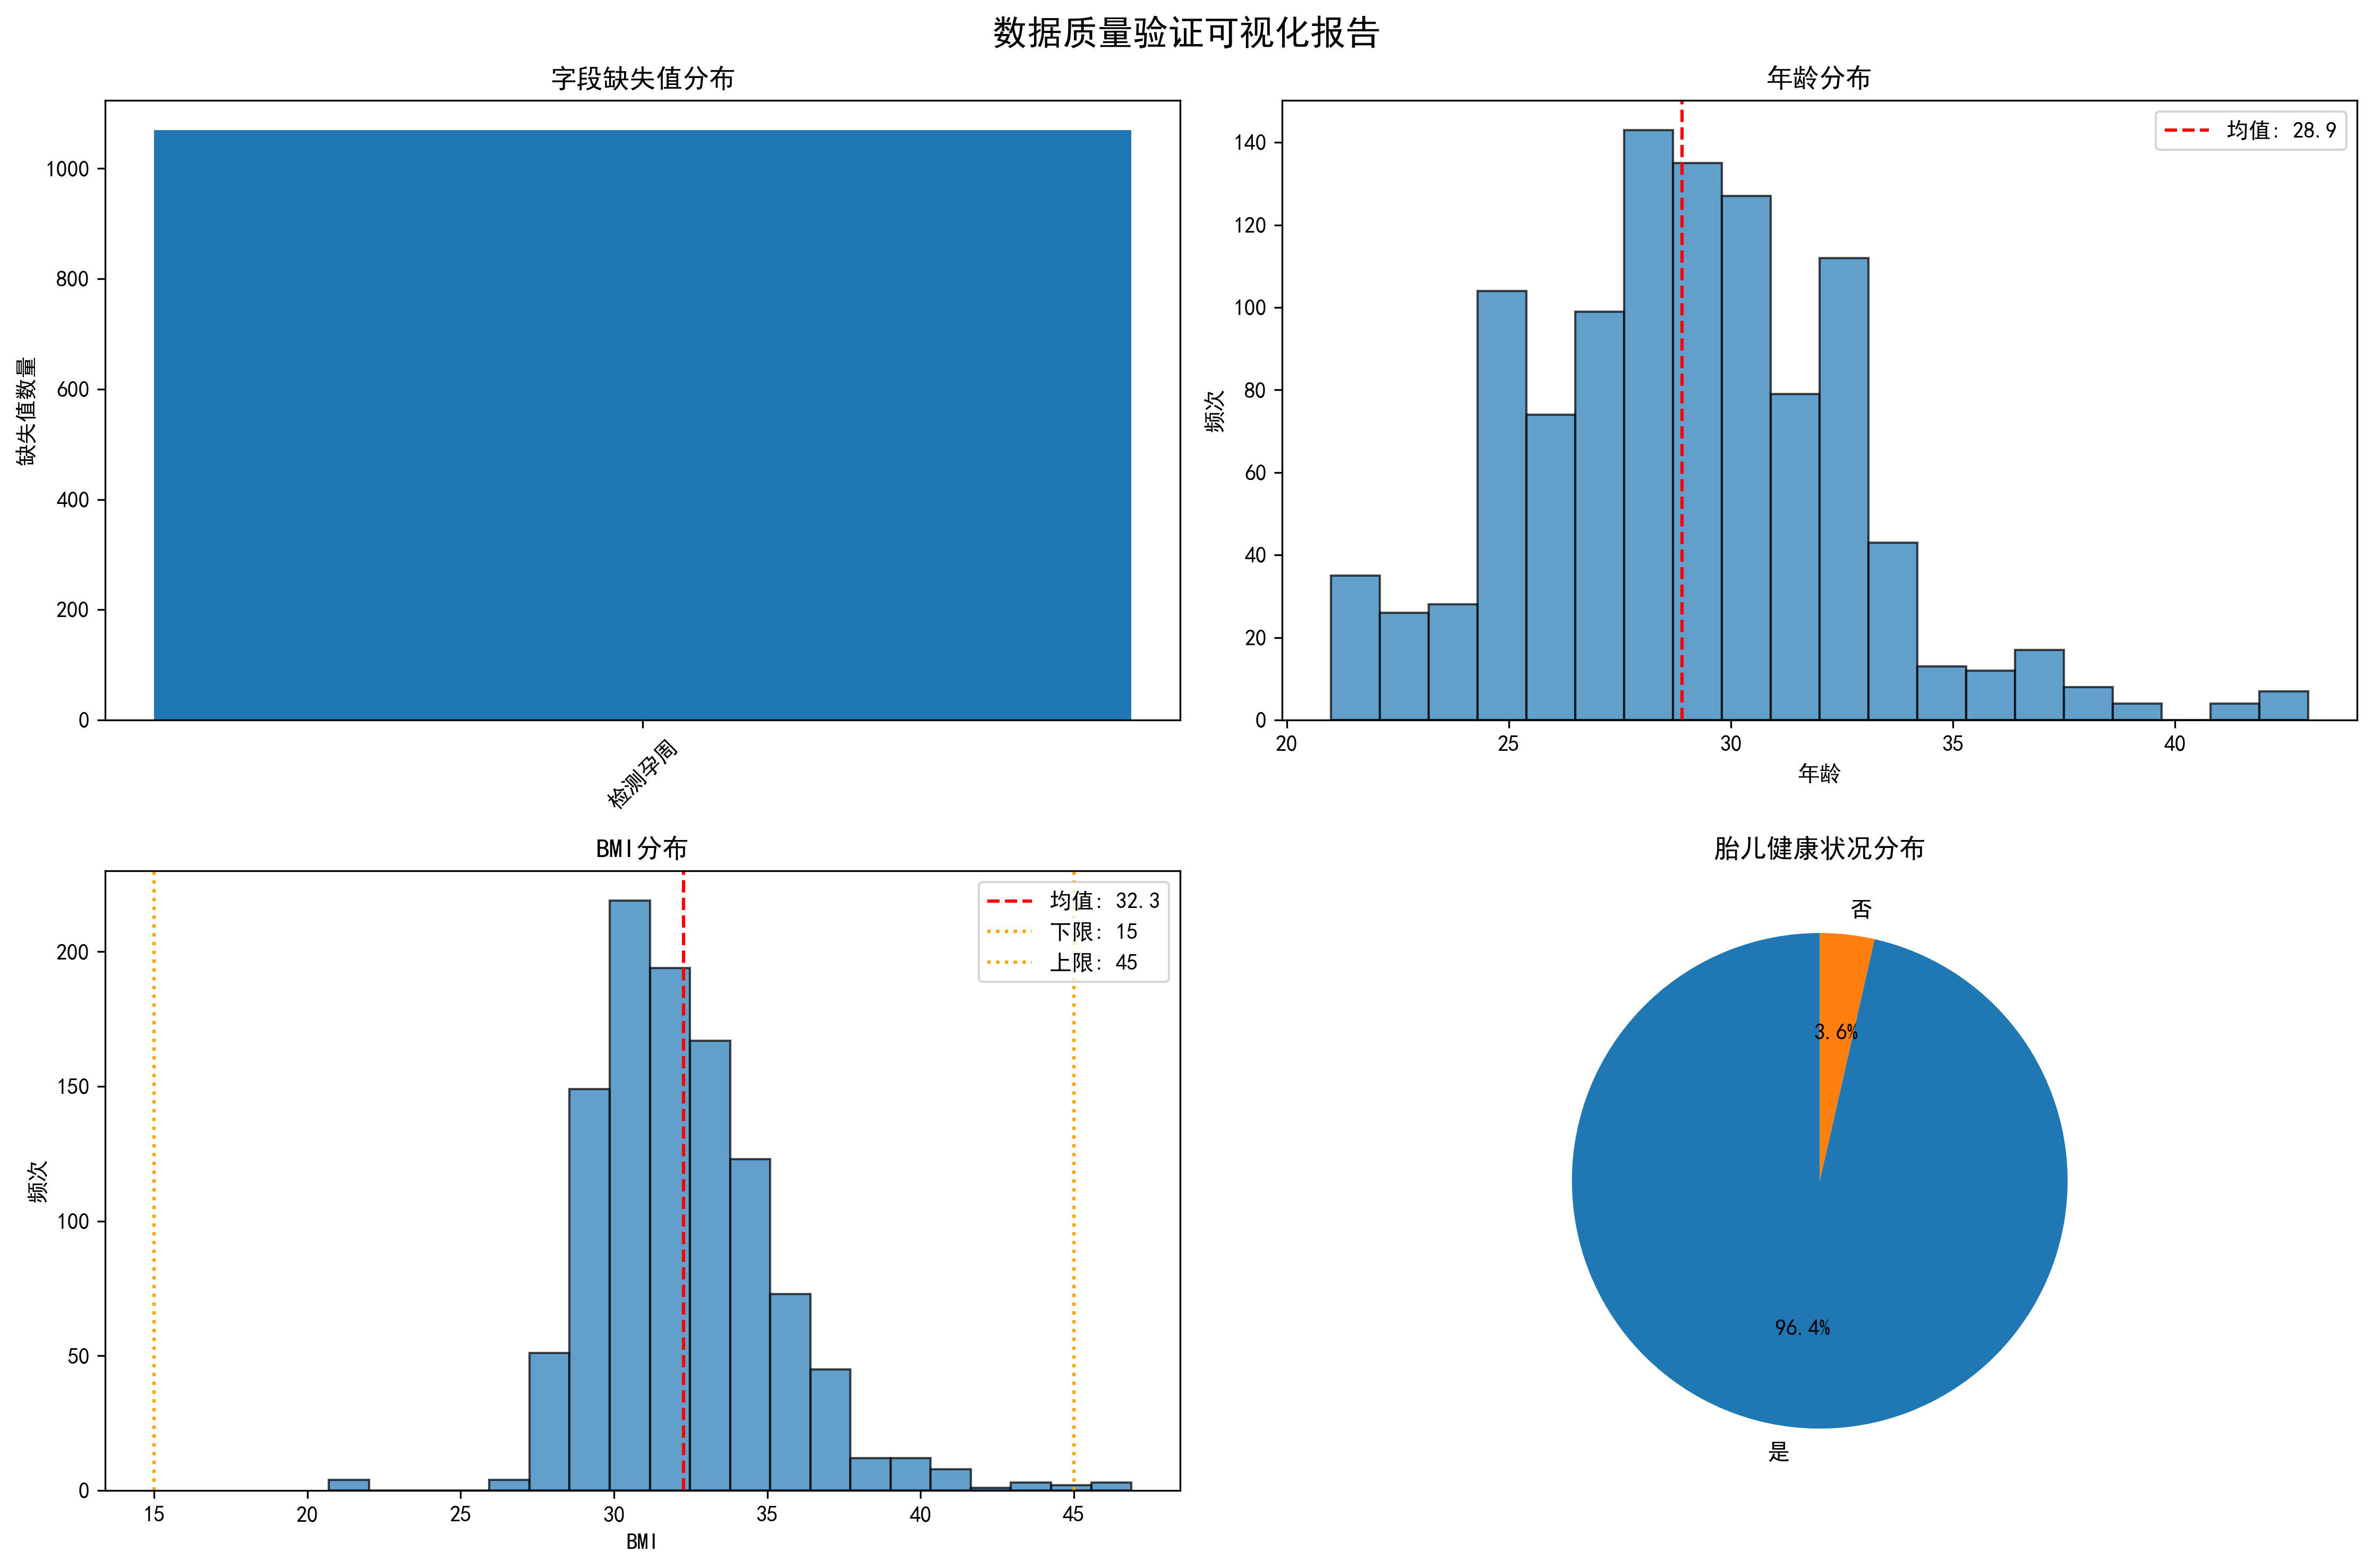 数据质量验证可视化报告
字段缺失值分布
1000
800
600
400
200
0
缺失值数量
检测孕周
年龄分布
均值: 28.9
140
120
100
80
60
40
20
0
频次
20 25 30 35 40
年龄
BMI分布
均值: 32.3
下限: 15
上限: 45
200
150
100
50
0
频次
15 20 25 30 35 40 45
BMI
胎儿健康状况分布
否
3.6%
96.4%
是